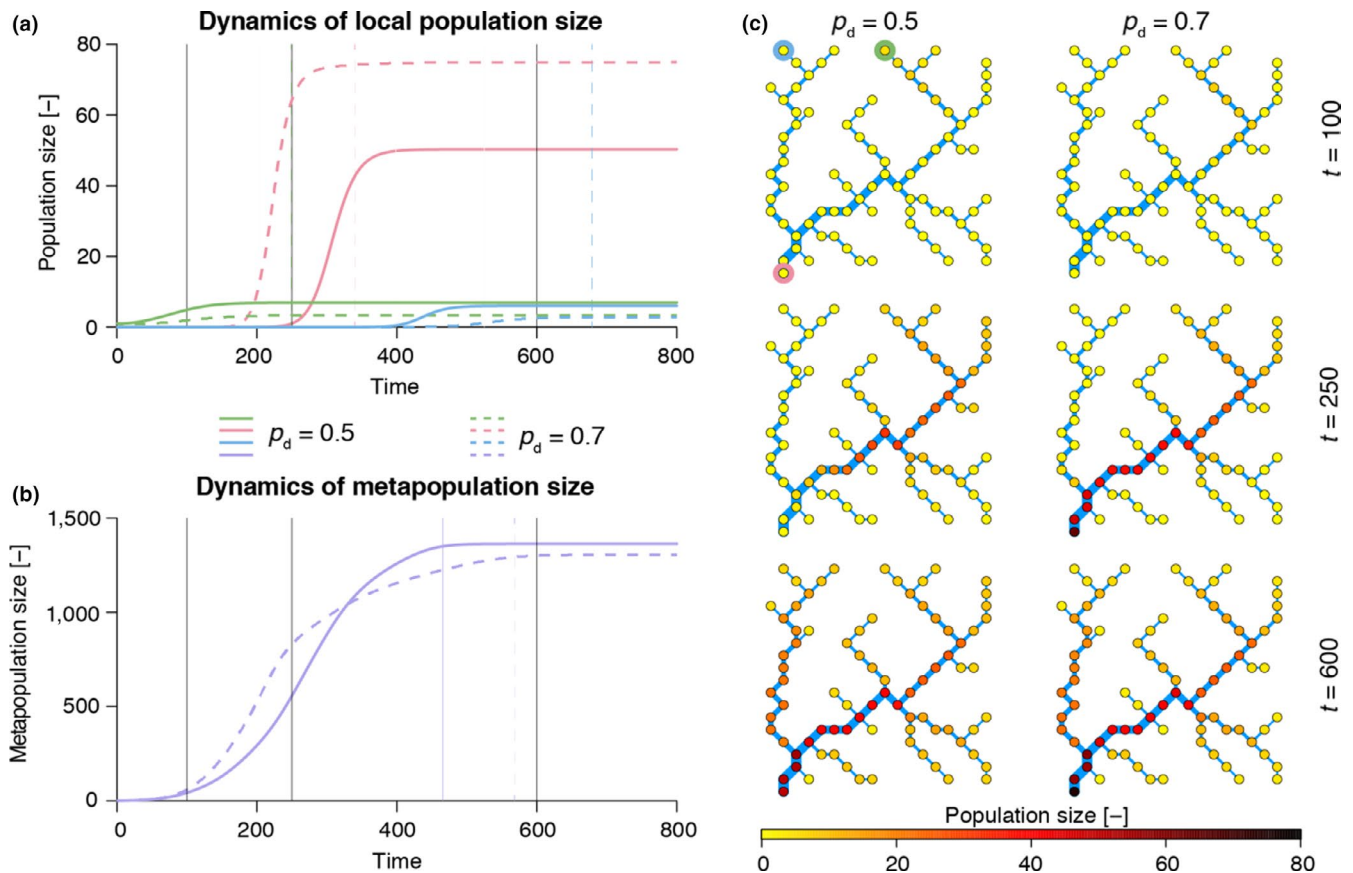 (a)
Dynamics of local population size
80
60
40
20
0
Population size [–]
0 200 400 600 800
Time
p_d = 0.5
p_d = 0.7
(b)
Dynamics of metapopulation size
1,500
1,000
500
0
Metapopulation size [–]
0 200 400 600 800
Time
(c)
p_d = 0.5
p_d = 0.7
t = 100
t = 250
t = 600
Population size [–]
0 20 40 60 80